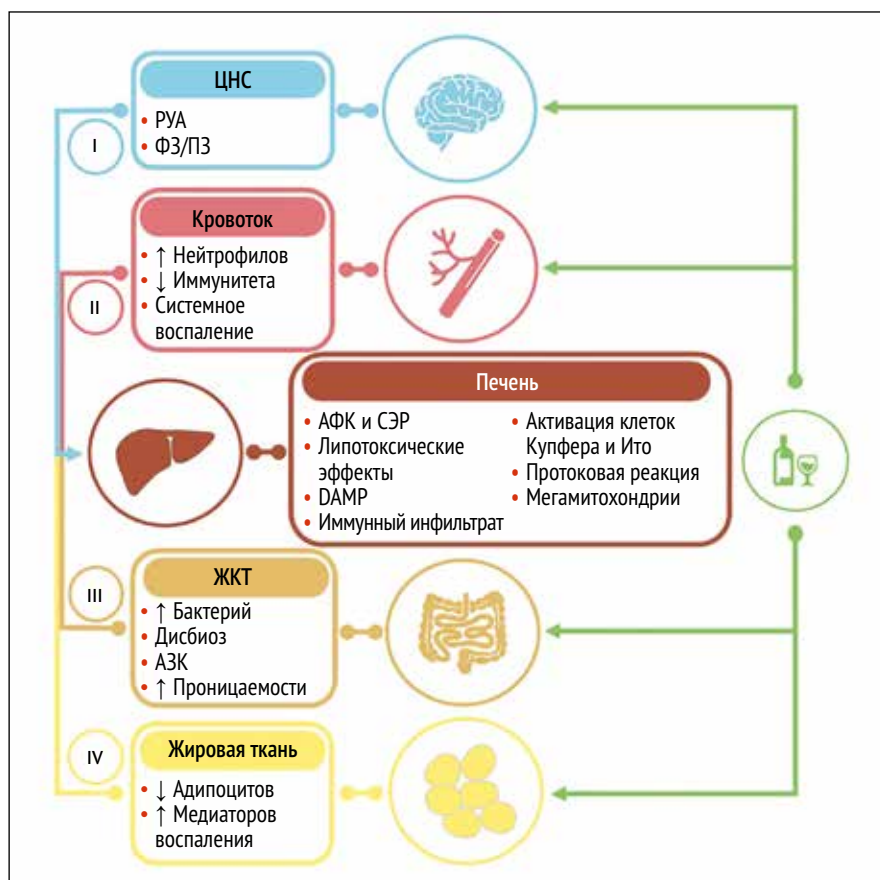 ЦНС
• РУА
• ФЗ/ПЗ
I
Кровоток
• ↑ Нейтрофилов
• ↓ Иммунитета
• Системное
воспаление
II
Печень
• АФК и СЭР
• Липотоксические
эффекты
• DAMP
• Иммунный инфильтрат
• Активация клеток
Купфера и Ито
• Протоковая реакция
• Мегамитохондрии
III
ЖКТ
• ↑ Бактерий
• Дисбиоз
• АЗК
• ↑ Проницаемости
IV
Жировая ткань
• ↓ Адипоцитов
• ↑ Медиаторов
воспаления